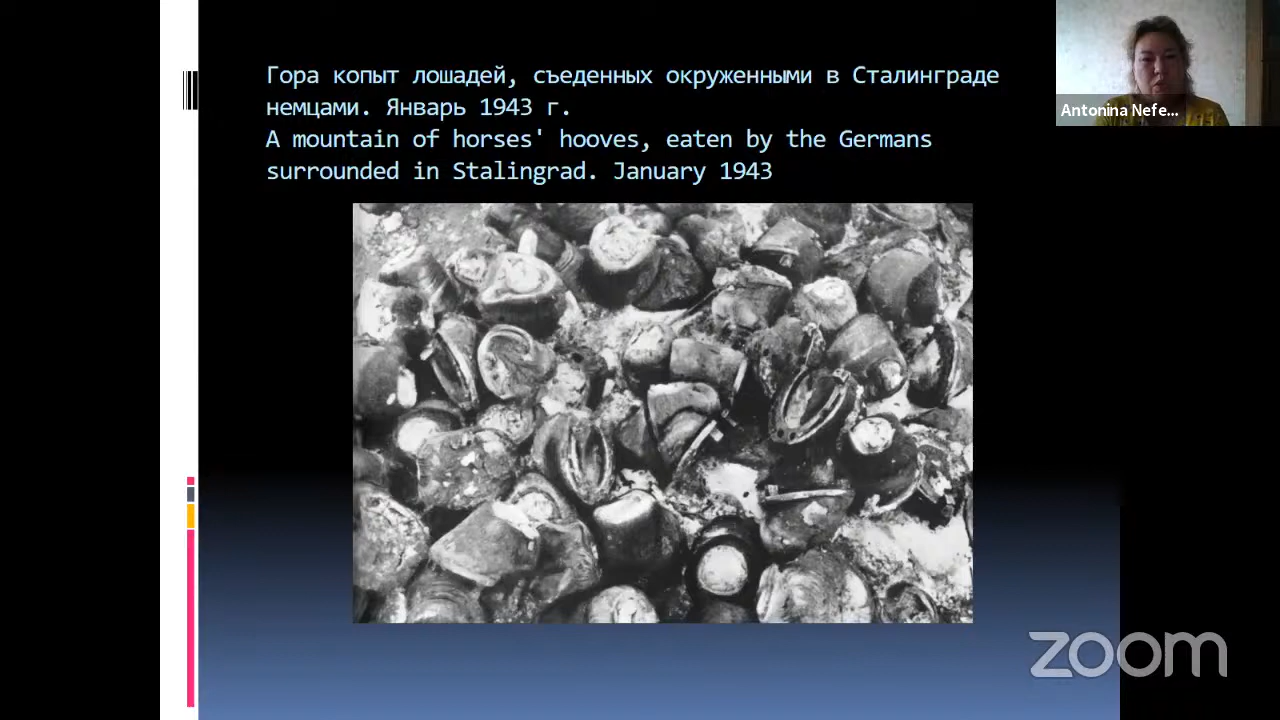 Гора копыт лошадей, съеденных окруженными в Сталинграде
немцами. Январь 1943 г.
A mountain of horses' hooves, eaten by the Germans
surrounded in Stalingrad. January 1943
Antonina Nefe...
zoom